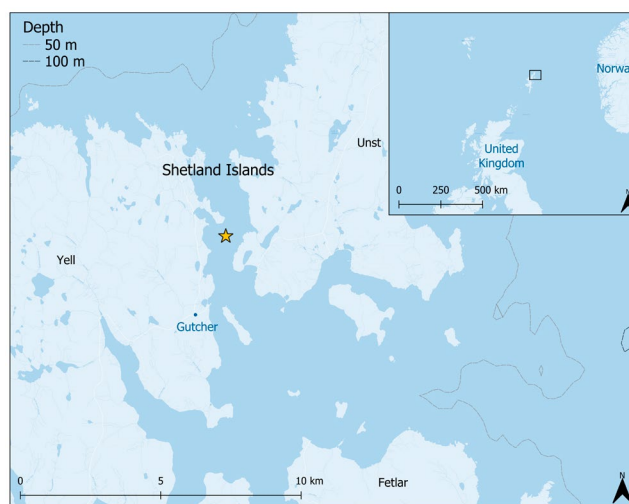 Depth
50 m
100 m
Unst
Shetland Islands
Yell
Gutcher
Fetlar
0 5 10 km
N
Norwa
United
Kingdom
0 250 500 km
N